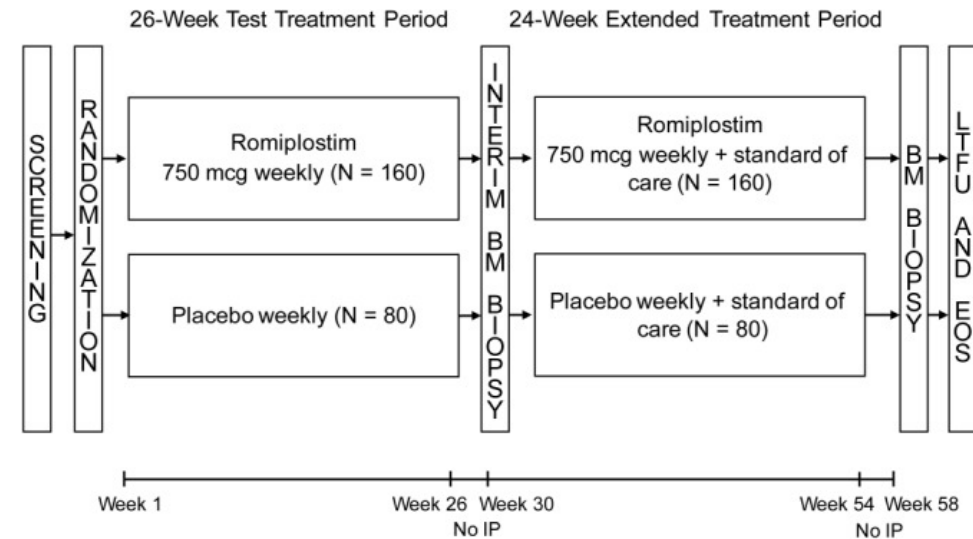 26-Week Test Treatment Period
24-Week Extended Treatment Period
SCREENING
RANDOMIZATION
Romiplostim
750 mcg weekly (N = 160)
Placebo weekly (N = 80)
INTERIM BM BIOPSY
Romiplostim
750 mcg weekly + standard of
care (N = 160)
Placebo weekly + standard of
care (N = 80)
BM BIOPSY
LTFU AND EOS
Week 1
Week 26
Week 30
No IP
Week 54
Week 58
No IP